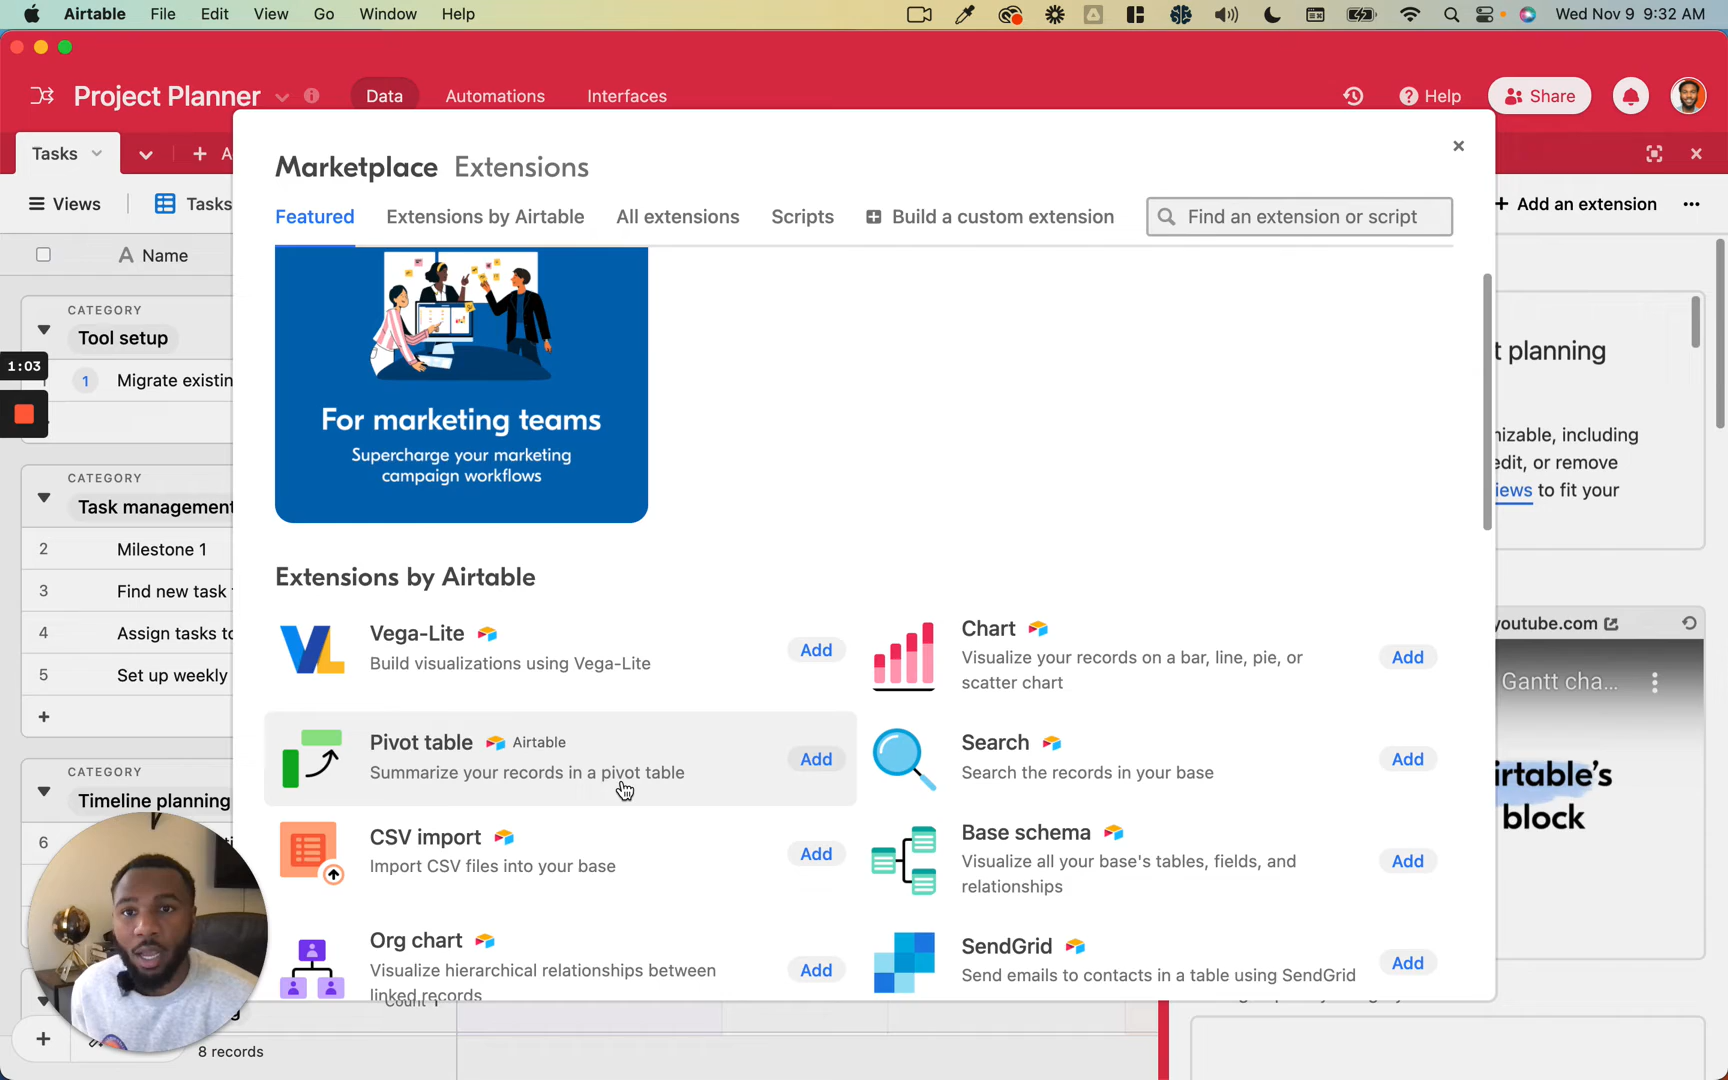 Airtable File Edit View Go Window Help Wed Nov 9 9:32 AM
Project Planner Data Automations Interfaces Help Share
Tasks
Views Tasks
Add an extension
Name
CATEGORY
Tool setup
1:03
1 Migrate existin
CATEGORY
Task management
2 Milestone 1
3 Find new task
4 Assign tasks to
5 Set up weekly
CATEGORY
Timeline planning
6
8 records
Marketplace Extensions
Featured Extensions by Airtable All extensions Scripts Build a custom extension Find an extension or script
For marketing teams
Supercharge your marketing
campaign workflows
Extensions by Airtable
Vega-Lite
Build visualizations using Vega-Lite
Add
Chart
Visualize your records on a bar, line, pie, or
scatter chart
Add
Pivot table Airtable
Summarize your records in a pivot table
Add
Search
Search the records in your base
Add
CSV import
Import CSV files into your base
Add
Base schema
Visualize all your base's tables, fields, and
relationships
Add
Org chart
Visualize hierarchical relationships between
linked records
Add
SendGrid
Send emails to contacts in a table using SendGrid
Add
t planning
nizable, including
edit, or remove
iews to fit your
youtube.com
Gantt cha...
irtable's
block